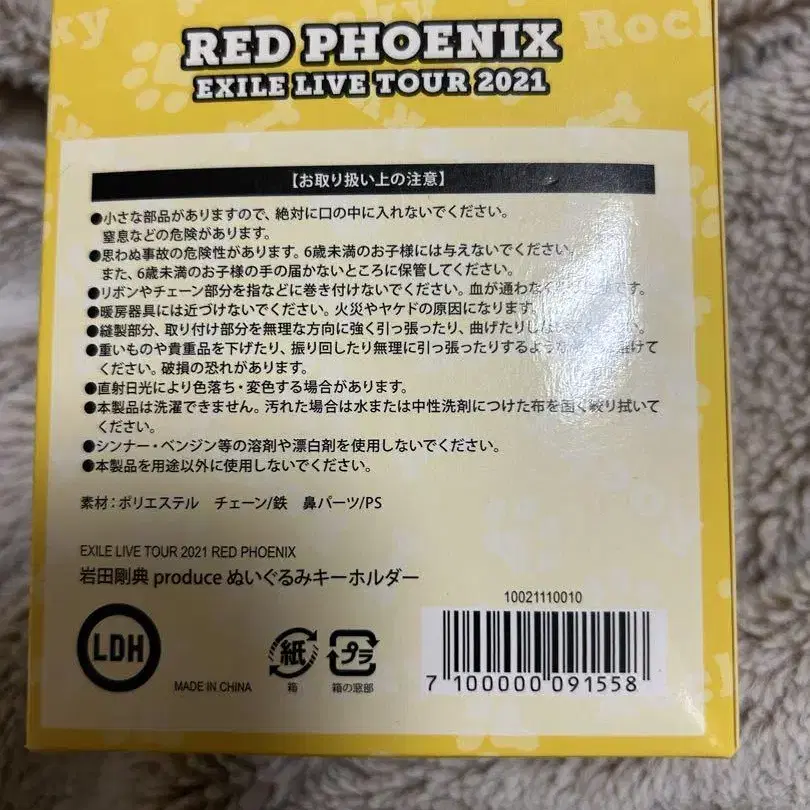 Rocky
Rocky
RED PHOENIX
EXILE LIVE TOUR 2021
【お取り扱い上の注意】
●小さな部品がありますので、絶対に口の中に入れないでください。
窒息などの危険があります。
●思わぬ事故の危険性があります。6歳未満のお子様には与えないでください。
また、6歳未満のお子様の手の届かないところに保管してください。
●リボンやチェーン部分を指などに巻き付けないでください。血が通わなく
●暖房器具には近づけないでください。火災やヤケドの原因になります。
●縫製部分、取り付け部分を無理な方向に強く引っ張ったり、曲げたりしないでください。
●重いものや貴重品を下げたり、振り回したり無理に引っ張ったりするような
ください。破損の恐れがあります。
●直射日光により色落ち・変色する場合があります。
●本製品は洗濯できません。汚れた場合は水または中性洗剤につけた布を固く絞り拭いて
ください。
●シンナー・ベンジン等の溶剤や漂白剤を使用しないでください。
●本製品を用途以外に使用しないでください。
素材：ポリエステル チェーン/鉄 鼻パーツ/PS
EXILE LIVE TOUR 2021 RED PHOENIX
岩田剛典 produce ぬいぐるみキーホルダー
10021110010
LDH
MADE IN CHINA
紙
箱
プラ
箱の窓部
7 100000 091558